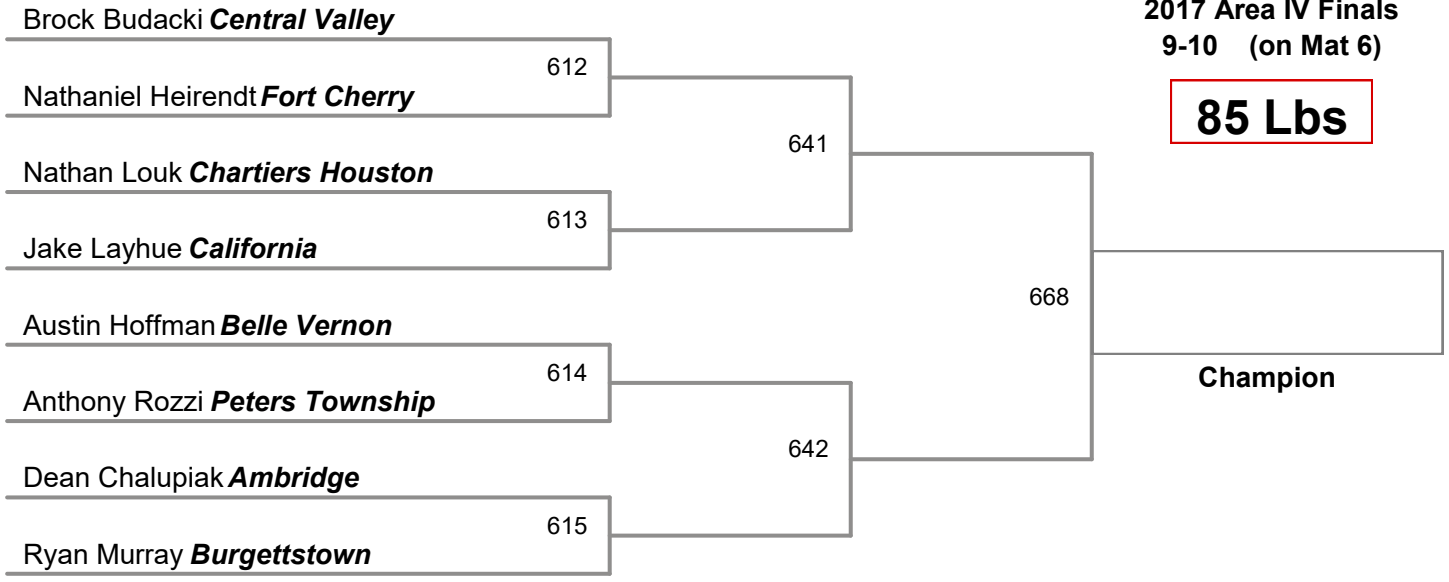 2017 Area IV Finals
9-10 (on Mat 6)
85 Lbs
Brock Budacki Central Valley
612
Nathaniel Heirendt Fort Cherry
641
Nathan Louk Chartiers Houston
613
Jake Layhue California
668
Austin Hoffman Belle Vernon
614
Anthony Rozzi Peters Township
642
Dean Chalupiak Ambridge
615
Ryan Murray Burgettstown
Champion